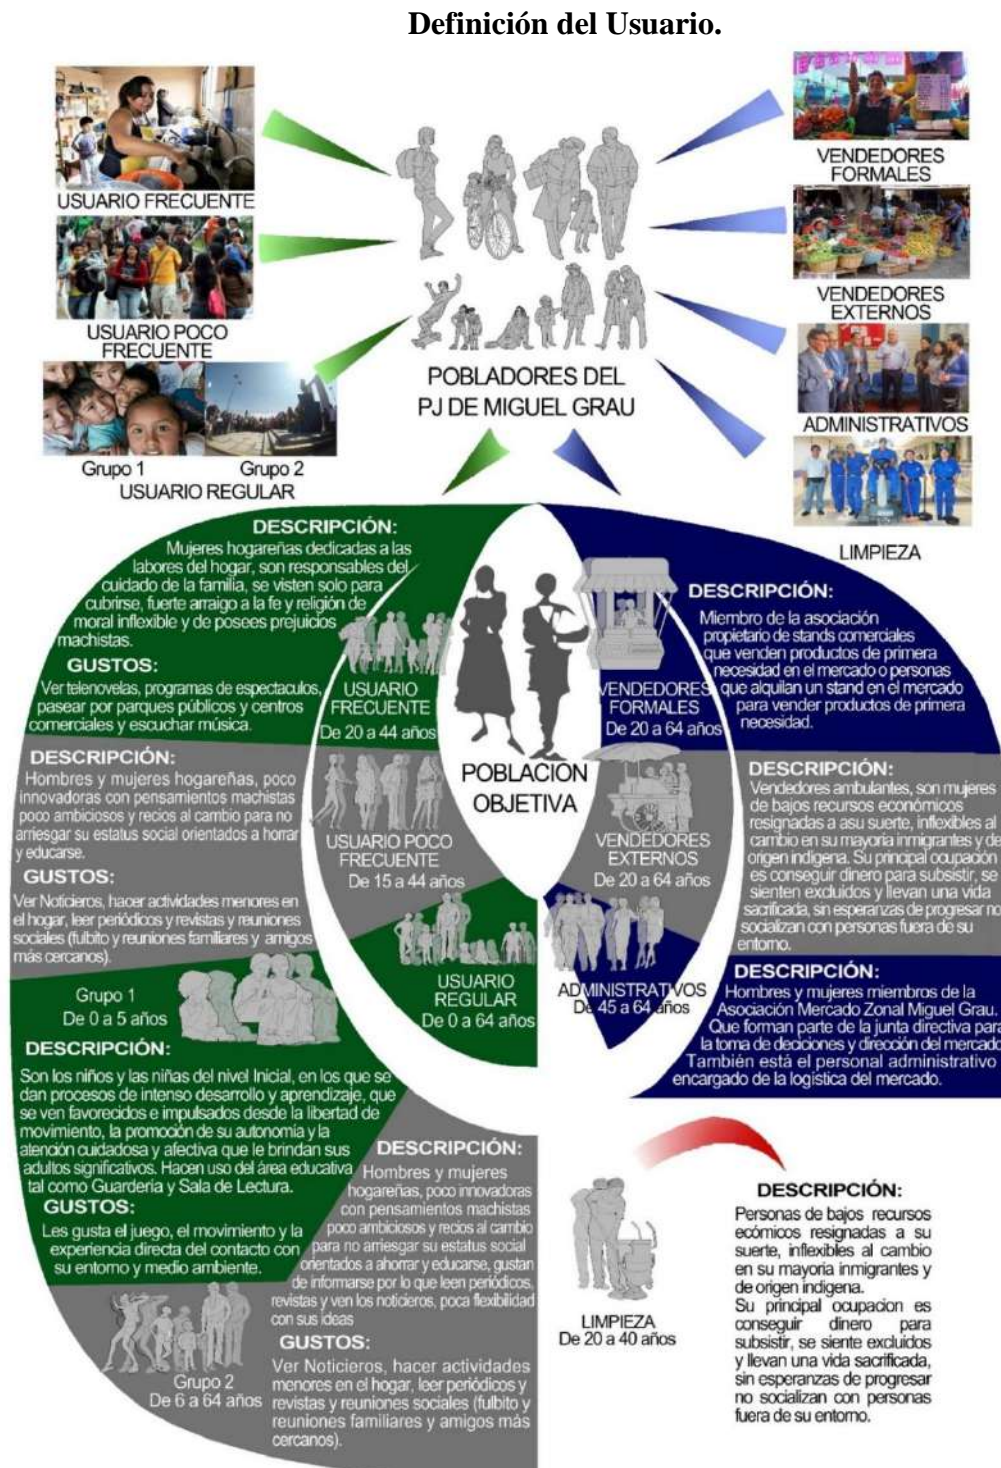 Definición del Usuario.
USUARIO FRECUENTE
USUARIO POCO
FRECUENTE
Grupo 1
Grupo 2
USUARIO REGULAR
POBLADORES DEL
PJ DE MIGUEL GRAU
VENDEDORES
FORMALES
VENDEDORES
EXTERNOS
ADMINISTRATIVOS
LIMPIEZA
DESCRIPCIÓN:
Mujeres hogareñas dedicadas a las
labores del hogar, son responsables del
cuidado de la familia, se visten solo para
cubrirse, fuerte arraigo a la fe y religión de
moral inflexible y de posees prejuicios
machistas.
GUSTOS:
Ver telenovelas, programas de espectaculos,
pasear por parques públicos y centros
comerciales y escuchar música.
USUARIO
FRECUENTE
De 20 a 44 años
DESCRIPCIÓN:
Hombres y mujeres hogareñas, poco
innovadoras con pensamientos machistas
poco ambiciosos y recios al cambio para no
arriesgar su estatus social orientados a horrar
y educarse.
GUSTOS:
Ver Noticieros, hacer actividades menores en
el hogar, leer periódicos y revistas y reuniones
sociales (fulbito y reuniones familiares y amigos
más cercanos).
USUARIO POCO
FRECUENTE
De 15 a 44 años
USUARIO
REGULAR
De 0 a 64 años
POBLACIÓN
OBJETIVA
VENDEDORES
FORMALES
De 20 a 64 años
DESCRIPCIÓN:
Miembro de la asociación
propietario de stands comerciales
que venden productos de primera
necesidad en el mercado o personas
que alquilan un stand en el mercado
para vender productos de primera
necesidad.
VENDEDORES
EXTERNOS
De 20 a 64 años
DESCRIPCIÓN:
Vendedores ambulantes, son mujeres
de bajos recursos económicos
resignadas a asu suerte, inflexibles al
cambio en su mayoria inmigrantes y de
origen indígena. Su principal ocupación
es conseguir dinero para subsistir, se
sienten excluidos y llevan una vida
sacrificada, sin esperanzas de progresar no
socializan con personas fuera de su
entorno.
ADMINISTRATIVOS
De 45 a 64 años
DESCRIPCIÓN:
Hombres y mujeres miembros de la
Asociación Mercado Zonal Miguel Grau.
Que forman parte de la junta directiva para
la toma de deciciones y dirección del mercado
También está el personal administrativo
encargado de la logística del mercado.
Grupo 1
De 0 a 5 años
DESCRIPCIÓN:
Son los niños y las niñas del nivel Inicial, en los que se
dan procesos de intenso desarrollo y aprendizaje, que
se ven favorecidos e impulsados desde la libertad de
movimiento, la promoción de su autonomía y la
atención cuidadosa y afectiva que le brindan sus
adultos significativos. Hacen uso del área educativa
tal como Guardería y Sala de Lectura.
GUSTOS:
Les gusta el juego, el movimiento y la
experiencia directa del contacto con
su entorno y medio ambiente.
Grupo 2
De 6 a 64 años
DESCRIPCIÓN:
Hombres y mujeres
hogareñas, poco innovadoras
con pensamientos machistas
poco ambiciosos y recios al cambio
para no arriesgar su estatus social
orientados a ahorrar y educarse, gustan
de informarse por lo que leen periódicos,
revistas y ven los noticieros, poca flexibilidad
con sus ideas
GUSTOS:
Ver Noticieros, hacer actividades
menores en el hogar, leer periódicos y
revistas y reuniones sociales (fulbito y
reuniones familiares y amigos más
cercanos).
LIMPIEZA
De 20 a 40 años
DESCRIPCIÓN:
Personas de bajos recursos
ecómicos resignadas a su
suerte, inflexibles al cambio
en su mayoria inmigrantes y
de origen indigena.
Su principal ocupacion es
conseguir dinero para
subsistir, se siente excluidos
y llevan una vida sacrificada,
sin esperanzas de progresar
no socializan con personas
fuera de su entorno.